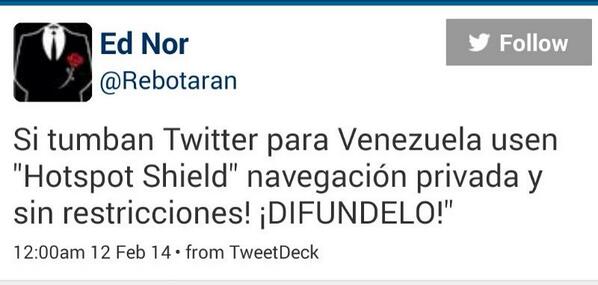 Ed Nor
Follow
@Rebotaran
Si tumban Twitter para Venezuela usen
"Hotspot Shield" navegación privada y
sin restricciones! ¡DIFUNDELO!"
12:00am 12 Feb 14 • from TweetDeck